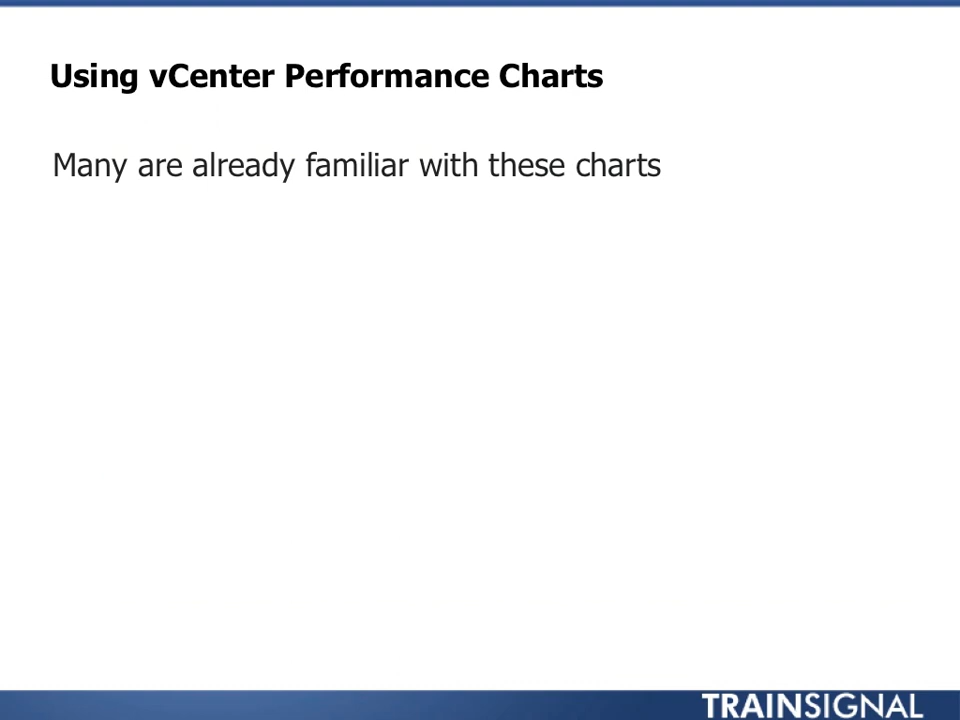 Using vCenter Performance Charts
Many are already familiar with these charts
TRAINSIGNAL